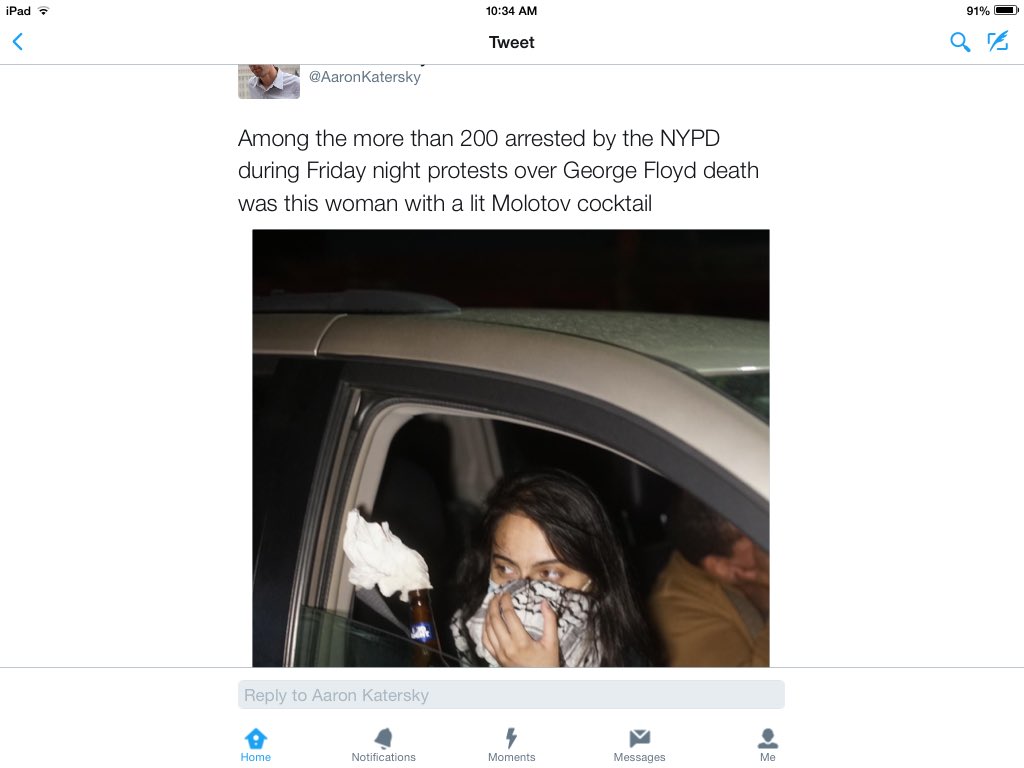 iPad
10:34 AM
91%
Tweet
@AaronKatersky
Among the more than 200 arrested by the NYPD
during Friday night protests over George Floyd death
was this woman with a lit Molotov cocktail
Reply to Aaron Katersky
Home
Notifications
Moments
Messages
Me